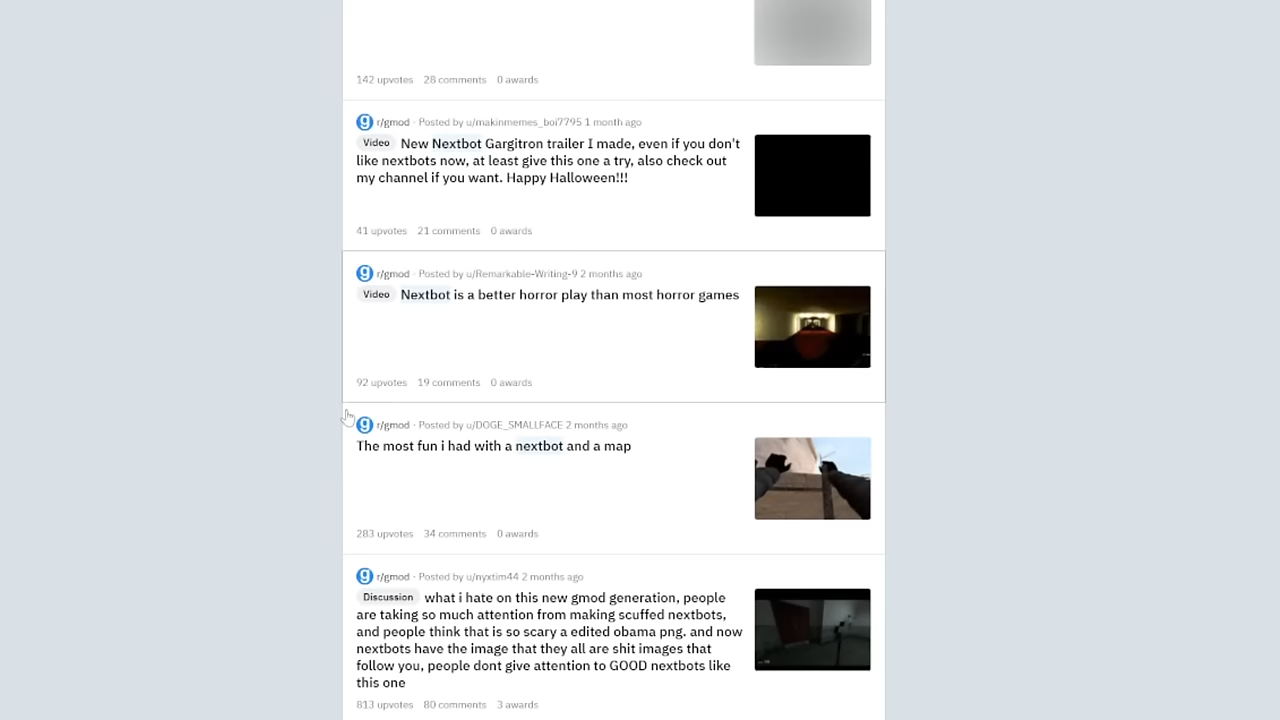 142 upvotes 28 comments 0 awards
r/gmod · Posted by u/makinmemes_boi7795 1 month ago
Video New Nextbot Gargitron trailer I made, even if you don't
like nextbots now, at least give this one a try, also check out
my channel if you want. Happy Halloween!!!
41 upvotes 21 comments 0 awards
r/gmod · Posted by u/Remarkable-Writing-9 2 months ago
Video Nextbot is a better horror play than most horror games
92 upvotes 19 comments 0 awards
r/gmod · Posted by u/DOGE_SMALLFACE 2 months ago
The most fun i had with a nextbot and a map
283 upvotes 34 comments 0 awards
r/gmod · Posted by u/nyxtim44 2 months ago
Discussion what i hate on this new gmod generation, people
are taking so much attention from making scuffed nextbots,
and people think that is so scary a edited obama png. and now
nextbots have the image that they all are shit images that
follow you, people dont give attention to GOOD nextbots like
this one
813 upvotes 80 comments 3 awards